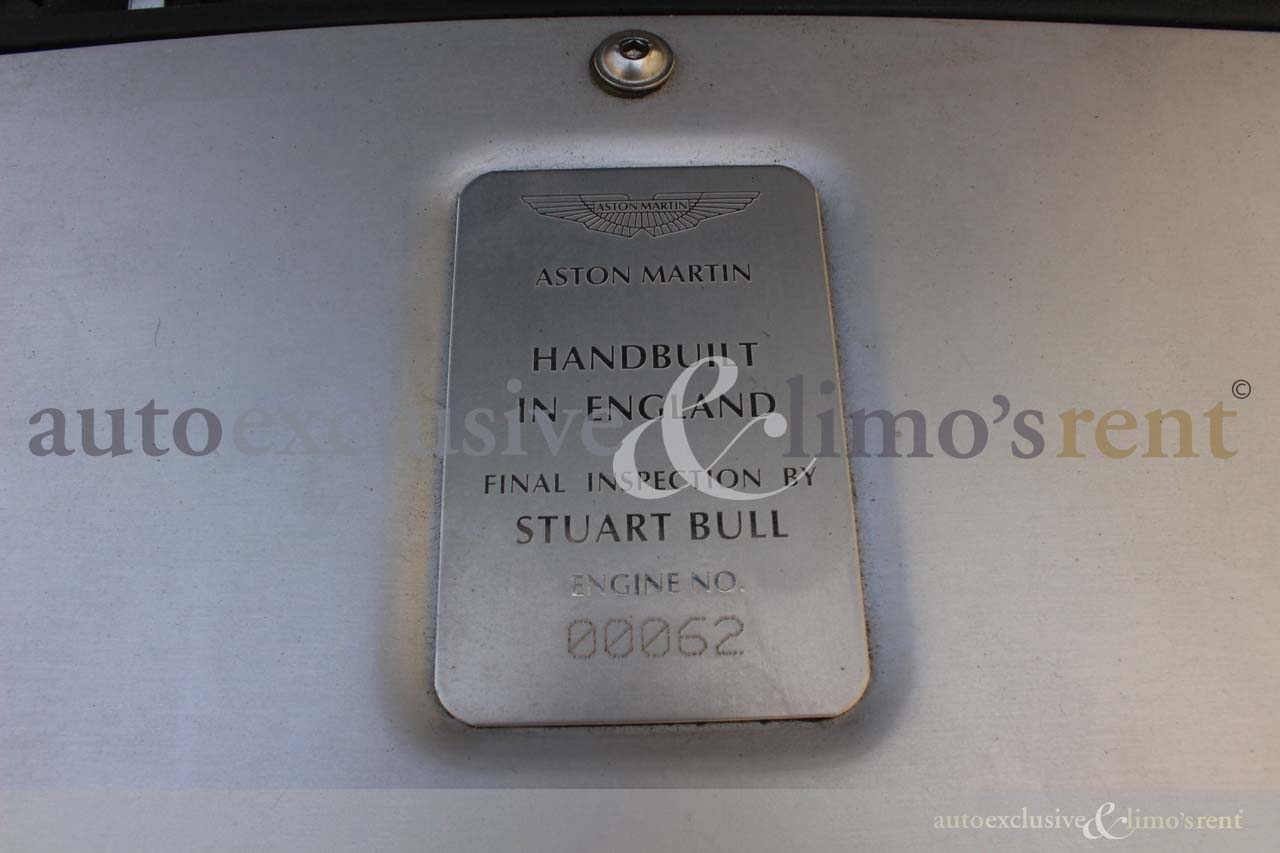 ASTON MARTIN
ASTON MARTIN
HANDBUILT
IN ENGLAND
autoexclusive&limo'srent©
FINAL INSPECTION BY
STUART BULL
ENGINE NO.
00062
autoexclusive&limo'srent